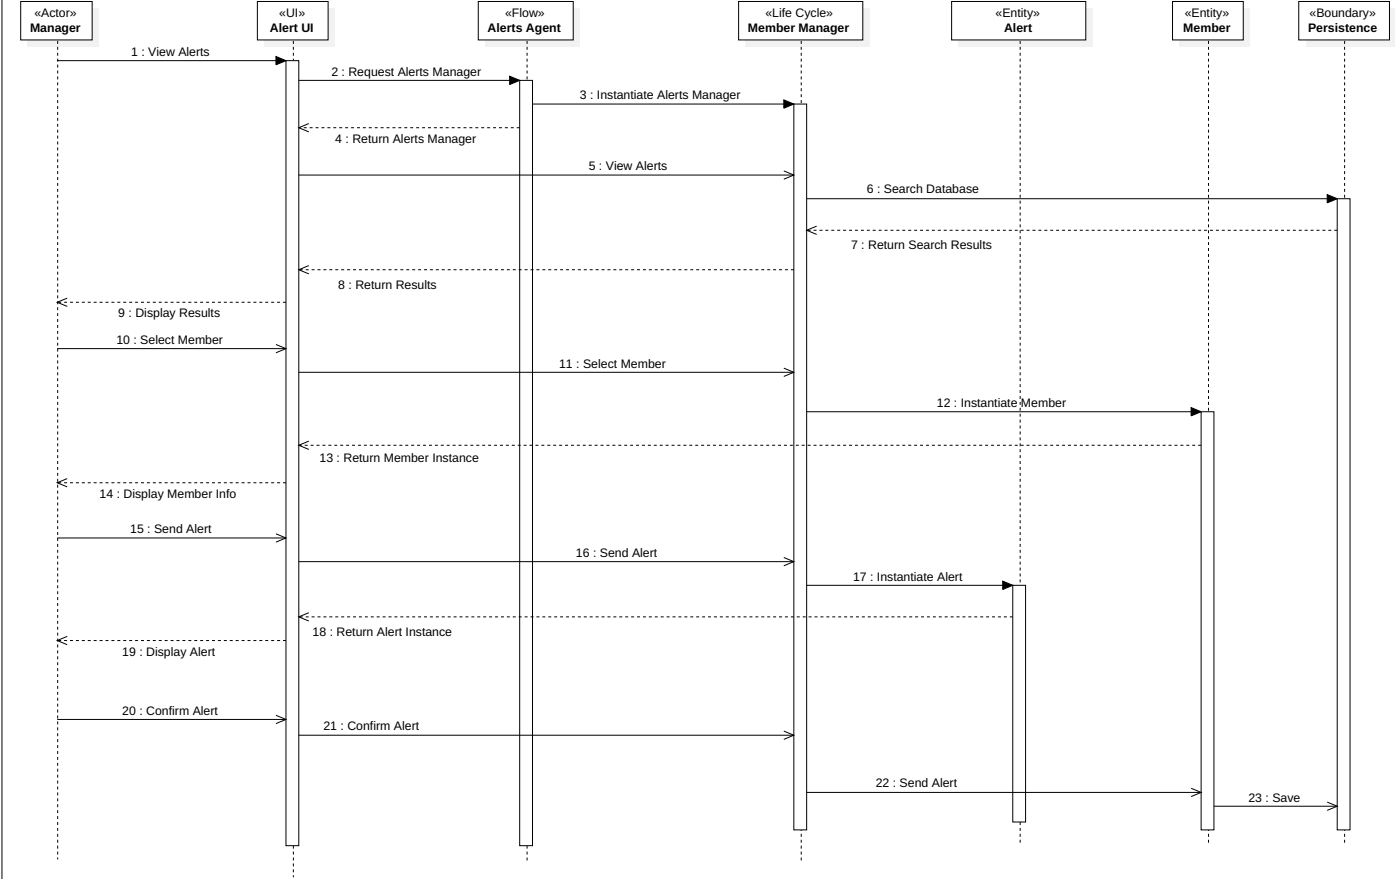 «Actor»
Manager
«UI»
Alert UI
«Flow»
Alerts Agent
«Life Cycle»
Member Manager
«Entity»
Alert
«Entity»
Member
«Boundary»
Persistence
1 : View Alerts
2 : Request Alerts Manager
3 : Instantiate Alerts Manager
4 : Return Alerts Manager
5 : View Alerts
6 : Search Database
7 : Return Search Results
8 : Return Results
9 : Display Results
10 : Select Member
11 : Select Member
12 : Instantiate Member
13 : Return Member Instance
14 : Display Member Info
15 : Send Alert
16 : Send Alert
17 : Instantiate Alert
18 : Return Alert Instance
19 : Display Alert
20 : Confirm Alert
21 : Confirm Alert
22 : Send Alert
23 : Save